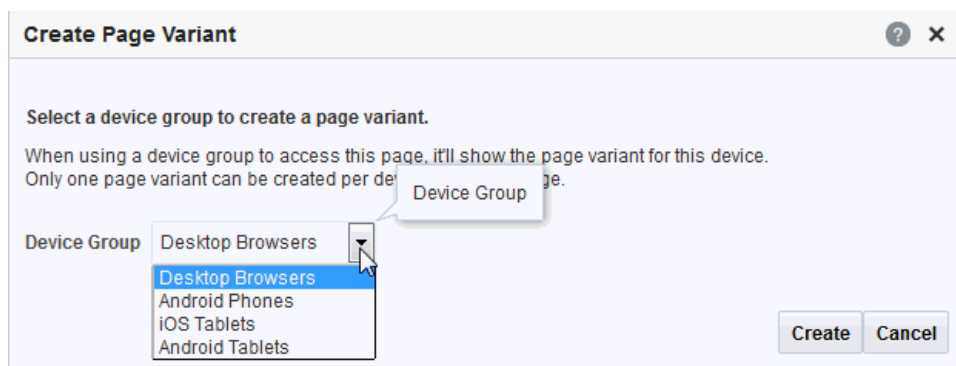 Create Page Variant
Select a device group to create a page variant.
When using a device group to access this page, it'll show the page variant for this device.
Only one page variant can be created per
Device Group
Device Group Desktop Browsers
Desktop Browsers
Android Phones
iOS Tablets
Android Tablets
Create Cancel